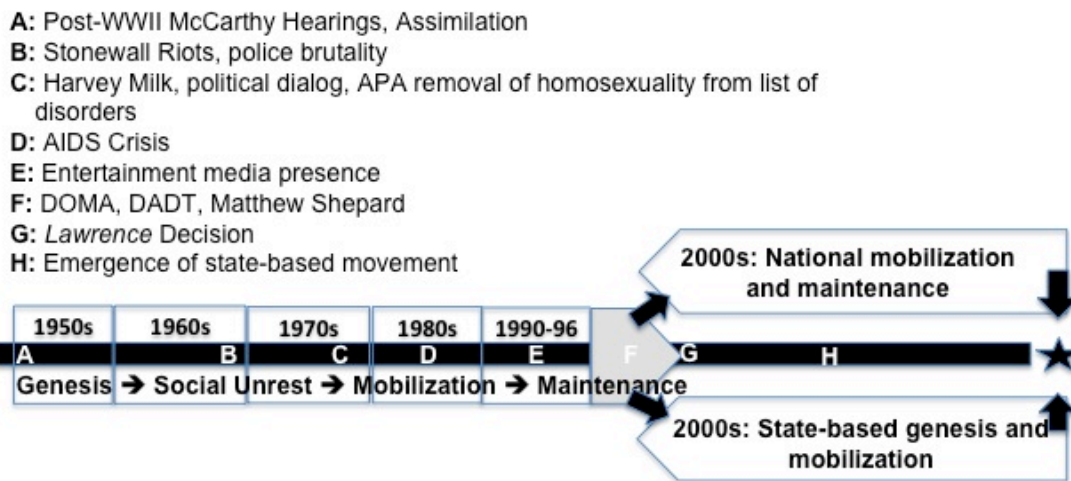 A: Post-WWII McCarthy Hearings, Assimilation
B: Stonewall Riots, police brutality
C: Harvey Milk, political dialog, APA removal of homosexuality from list of
disorders
D: AIDS Crisis
E: Entertainment media presence
F: DOMA, DADT, Matthew Shepard
G: Lawrence Decision
H: Emergence of state-based movement
2000s: National mobilization
and maintenance
1950s 1960s 1970s 1980s 1990-96
A B C D E F G H
Genesis ➔ Social Unrest ➔ Mobilization ➔ Maintenance
2000s: State-based genesis and
mobilization